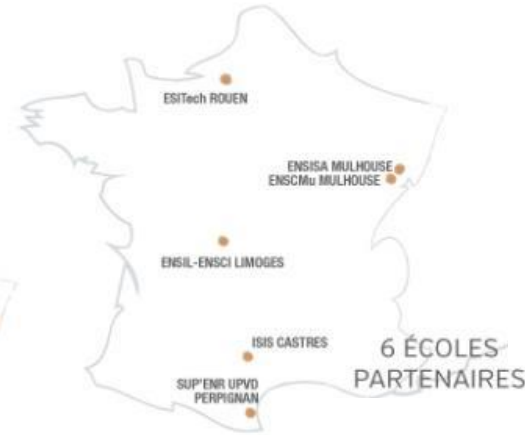 ESITech ROUEN
ENSISA MULHOUSE
ENSCMu MULHOUSE
ENSIL-ENSCI LIMOGES
ISIS CASTRES
6 ÉCOLES
PARTENAIRES
SUP'ENR UPVD
PERPIGNAN